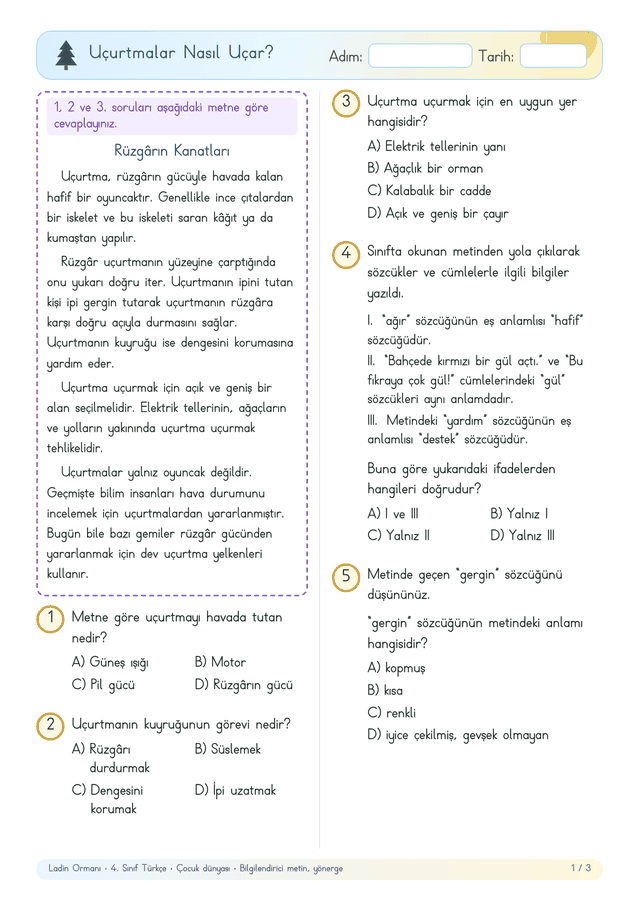 Uçurtmalar Nasıl Uçar?
Adım:
Tarih:
1, 2 ve 3. soruları aşağıdaki metne göre
cevaplayınız.
Rüzgârın Kanatları
Uçurtma, rüzgârın gücüyle havada kalan
hafif bir oyuncaktır. Genellikle ince çıtalardan
bir iskelet ve bu iskeleti saran kâğıt ya da
kumaştan yapılır.
Rüzgâr uçurtmanın yüzeyine çarptığında
onu yukarı doğru iter. Uçurtmanın ipini tutan
kişi ipi gergin tutarak uçurtmanın rüzgâra
karşı doğru açıyla durmasını sağlar.
Uçurtmanın kuyruğu ise dengesini korumasına
yardım eder.
Uçurtma uçurmak için açık ve geniş bir
alan seçilmelidir. Elektrik tellerinin, ağaçların
ve yolların yakınında uçurtma uçurmak
tehlikelidir.
Uçurtmalar yalnız oyuncak değildir.
Geçmişte bilim insanları hava durumunu
incelemek için uçurtmalardan yararlanmıştır.
Bugün bile bazı gemiler rüzgâr gücünden
yararlanmak için dev uçurtma yelkenleri
kullanır.
1 Metne göre uçurtmayı havada tutan
nedir?
A) Güneş ışığı B) Motor
C) Pil gücü D) Rüzgârın gücü
2 Uçurtmanın kuyruğunun görevi nedir?
A) Rüzgârı B) Süslemek
durdurmak
C) Dengesini D) İpi uzatmak
korumak
3 Uçurtma uçurmak için en uygun yer
hangisidir?
A) Elektrik tellerinin yanı
B) Ağaçlık bir orman
C) Kalabalık bir cadde
D) Açık ve geniş bir çayır
4 Sınıfta okunan metinden yola çıkılarak
sözcükler ve cümlelerle ilgili bilgiler
yazıldı.
I. "ağır" sözcüğünün eş anlamlısı "hafif"
sözcüğüdür.
II. "Bahçede kırmızı bir gül açtı." ve "Bu
fıkraya çok gül!" cümlelerindeki "gül"
sözcükleri aynı anlamdadır.
III. Metindeki "yardım" sözcüğünün eş
anlamlısı "destek" sözcüğüdür.
Buna göre yukarıdaki ifadelerden
hangileri doğrudur?
A) I ve III B) Yalnız I
C) Yalnız II D) Yalnız III
5 Metinde geçen "gergin" sözcüğünü
düşününüz.
"gergin" sözcüğünün metindeki anlamı
hangisidir?
A) kopmuş
B) kısa
C) renkli
D) iyice çekilmiş, gevşek olmayan
Ladin Ormanı • 4. Sınıf Türkçe • Çocuk dünyası • Bilgilendirici metin, yönerge
1 / 3